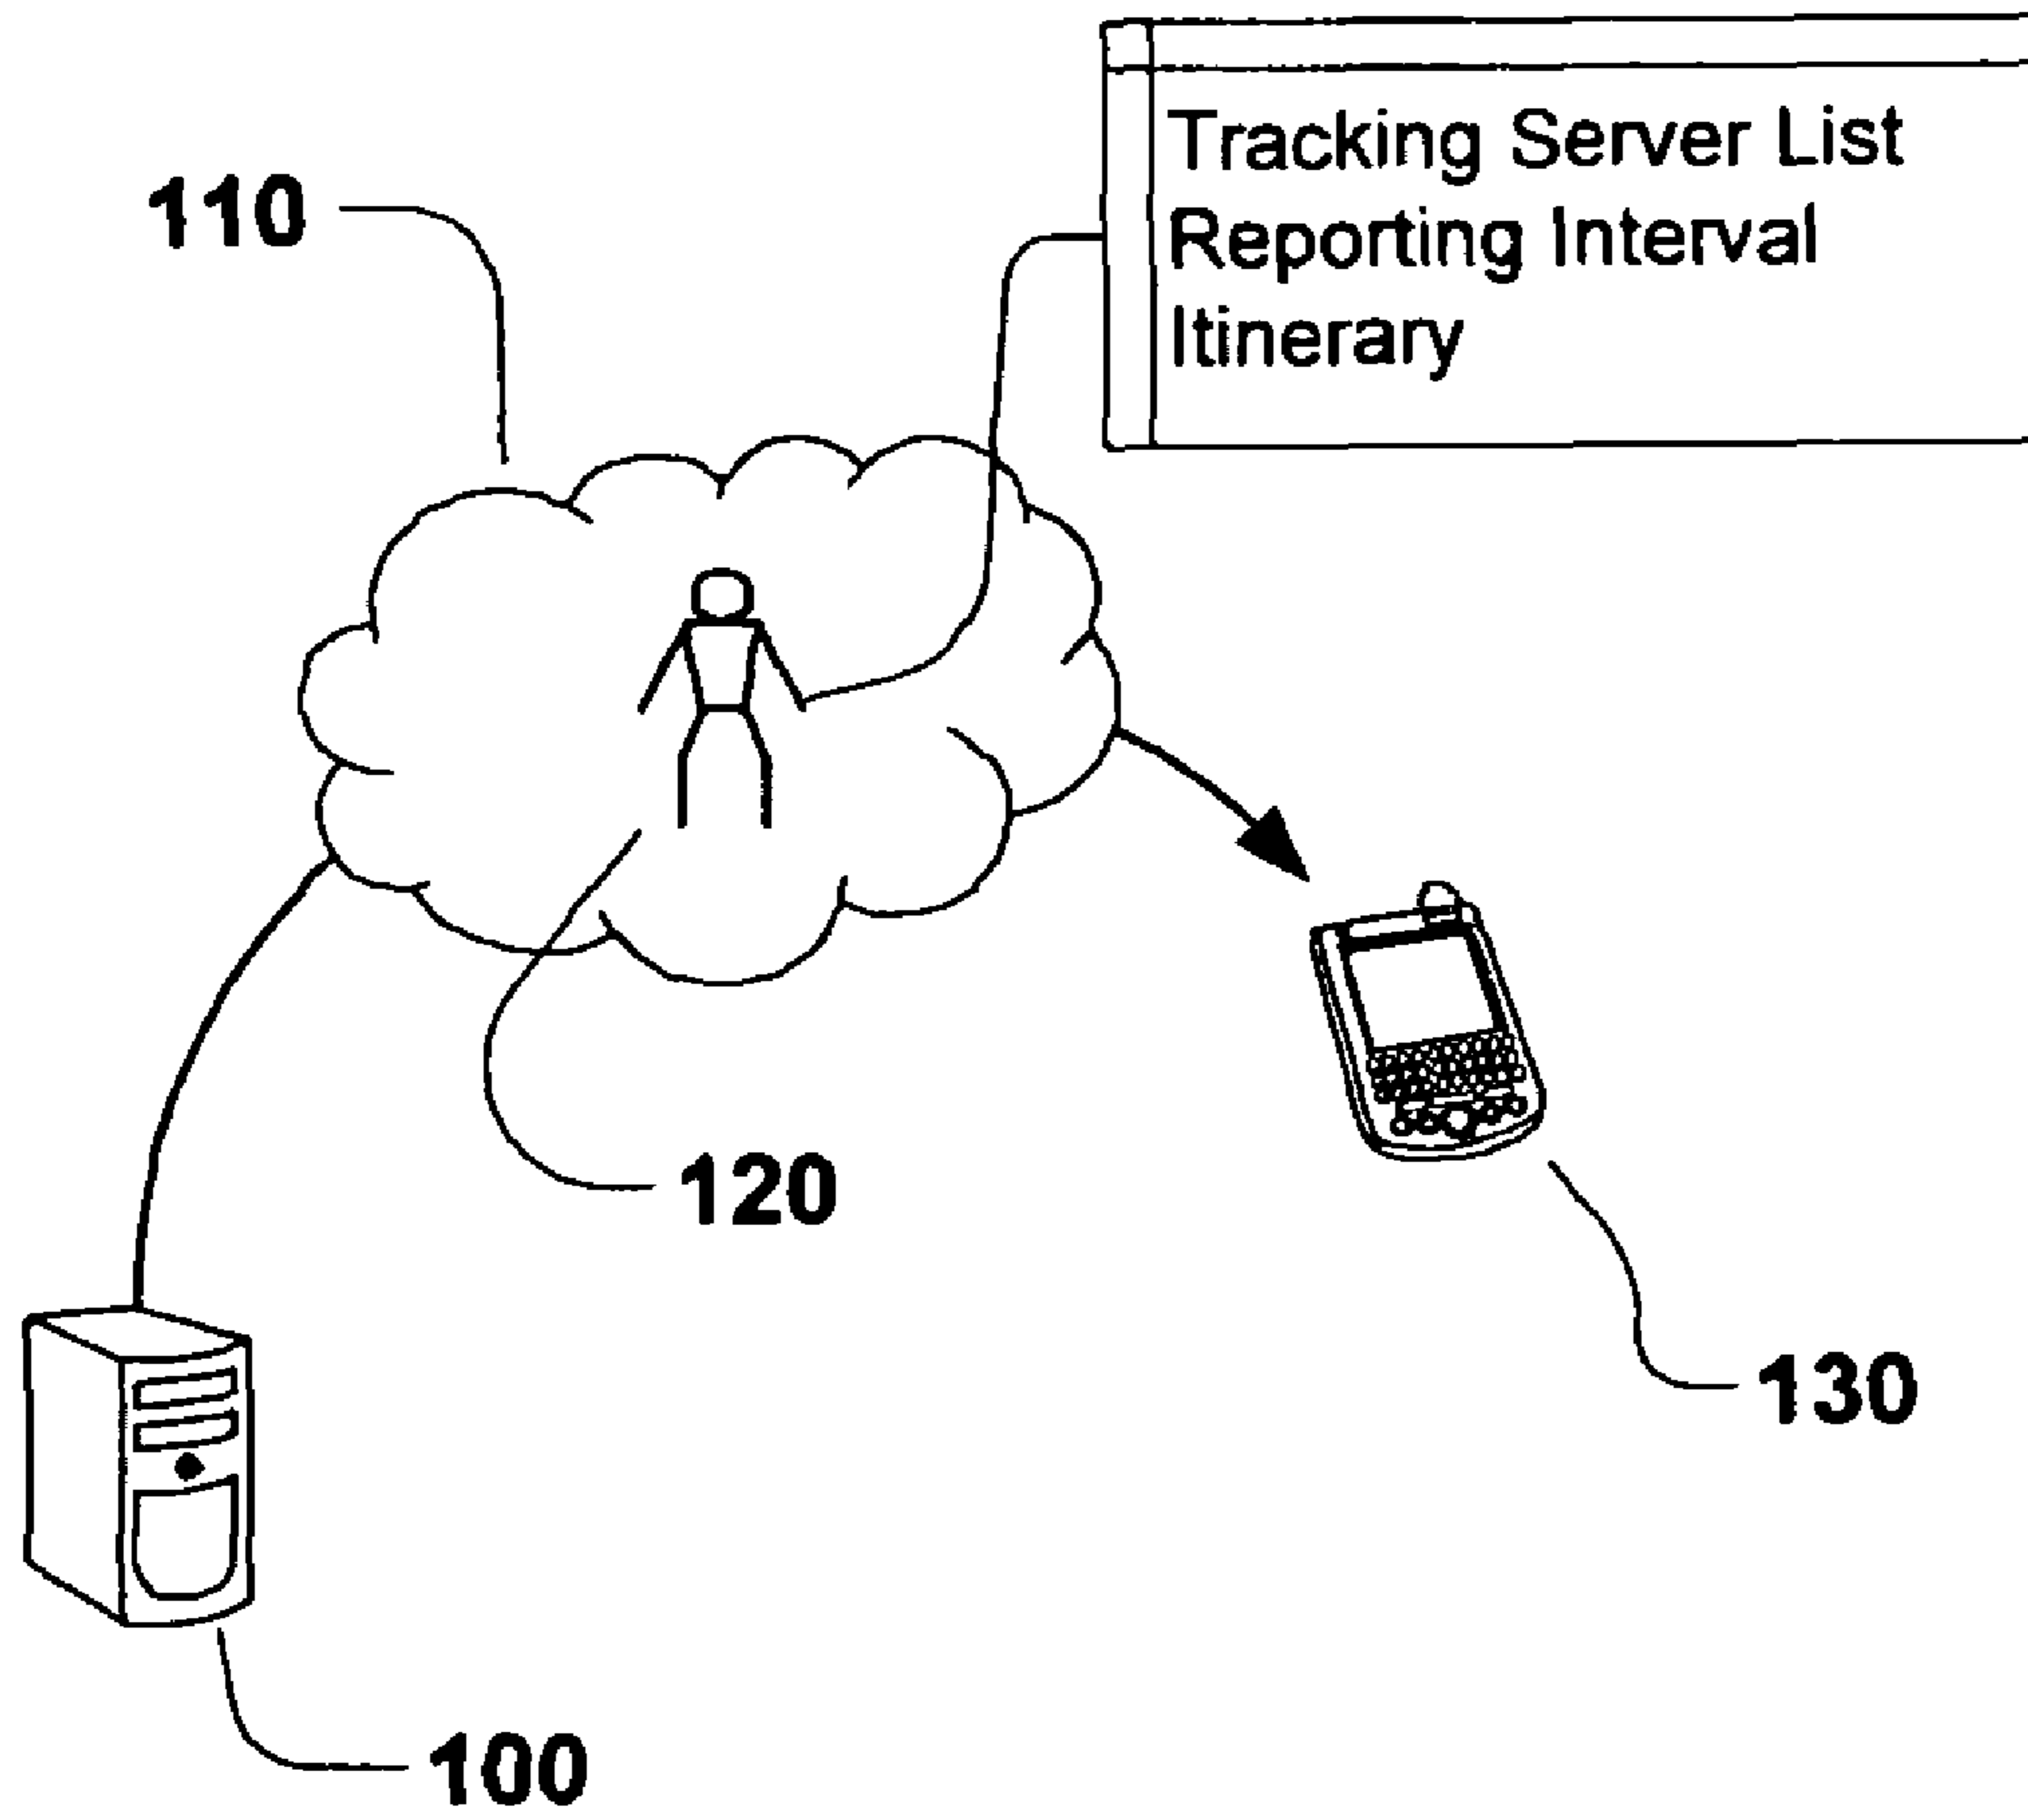 Tracking Server List
Reporting Interval
Itinerary
110
120
130
100